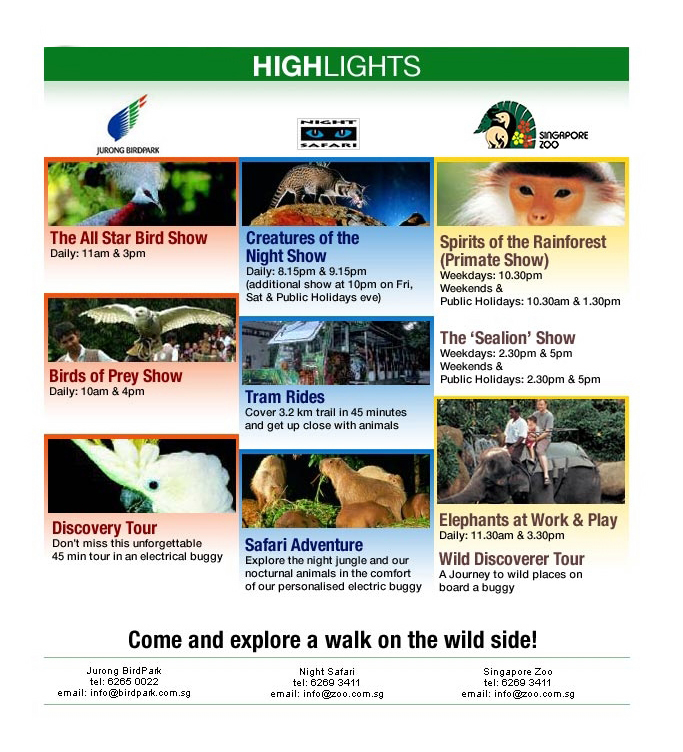 HIGHLIGHTS
JURONG BIRDPARK
NIGHT
SAFARI
SINGAPORE
ZOO
The All Star Bird Show
Daily: 11am & 3pm
Birds of Prey Show
Daily: 10am & 4pm
Discovery Tour
Don't miss this unforgettable
45 min tour in an electrical buggy
Creatures of the
Night Show
Daily: 8.15pm & 9.15pm
(additional show at 10pm on Fri,
Sat & Public Holidays eve)
Tram Rides
Cover 3.2 km trail in 45 minutes
and get up close with animals
Safari Adventure
Explore the night jungle and our
nocturnal animals in the comfort
of our personalised electric buggy
Spirits of the Rainforest
(Primate Show)
Weekdays: 10.30pm
Weekends &
Public Holidays: 10.30am & 1.30pm
The ‘Sealion’ Show
Weekdays: 2.30pm & 5pm
Weekends &
Public Holidays: 2.30pm & 5pm
Elephants at Work & Play
Daily: 11.30am & 3.30pm
Wild Discoverer Tour
A Journey to wild places on
board a buggy
Come and explore a walk on the wild side!
Jurong BirdPark
tel: 6265 0022
email: info@birdpark.com.sg
Night Safari
tel: 6269 3411
email: info@zoo.com.sg
Singapore Zoo
tel: 6269 3411
email: info@zoo.com.sg